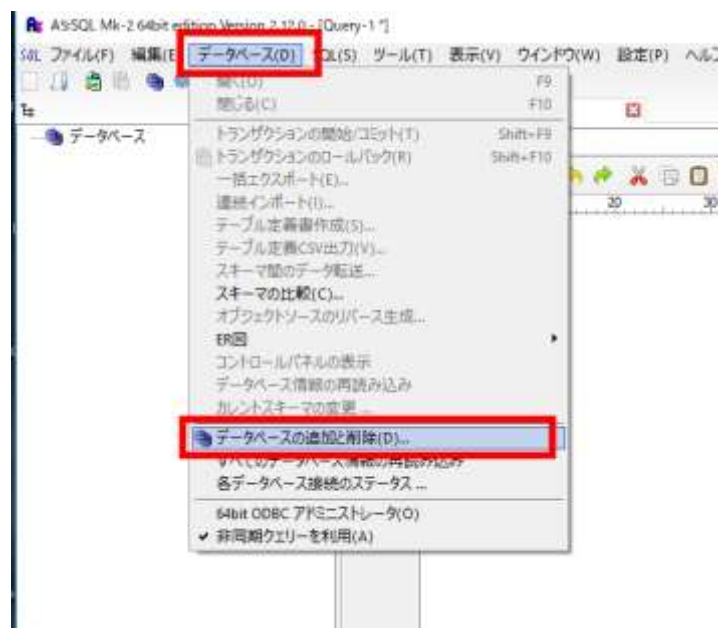 A5:SQL Mk-2 64bit edition Version 2.12.0 - [Query-1 *]
SQL ファイル(F) 編集(E データベース(D) SQL(S) ツール(T) 表示(V) ウインドウ(W) 設定(P) ヘル
開く(O) F9
閉じる(C) F10
データベース
トランザクションの開始/コミット(T) Shift+F9
トランザクションのロールバック(R) Shift+F10
一括エクスポート(E)...
連続インポート(I)...
20 30
テーブル定義書作成(S)...
テーブル定義CSV出力(V)...
スキーマ間のデータ転送...
スキーマの比較(C)...
オブジェクトソースのリバース生成...
ER図
コントロールパネルの表示
データベース情報の再読み込み
カレントスキーマの変更 ...
データベースの追加と削除(D)...
すべてのデータベース情報の再読み込み
各データベース接続のステータス ...
64bit ODBC アドミニストレータ(O)
非同期クエリーを利用(A)